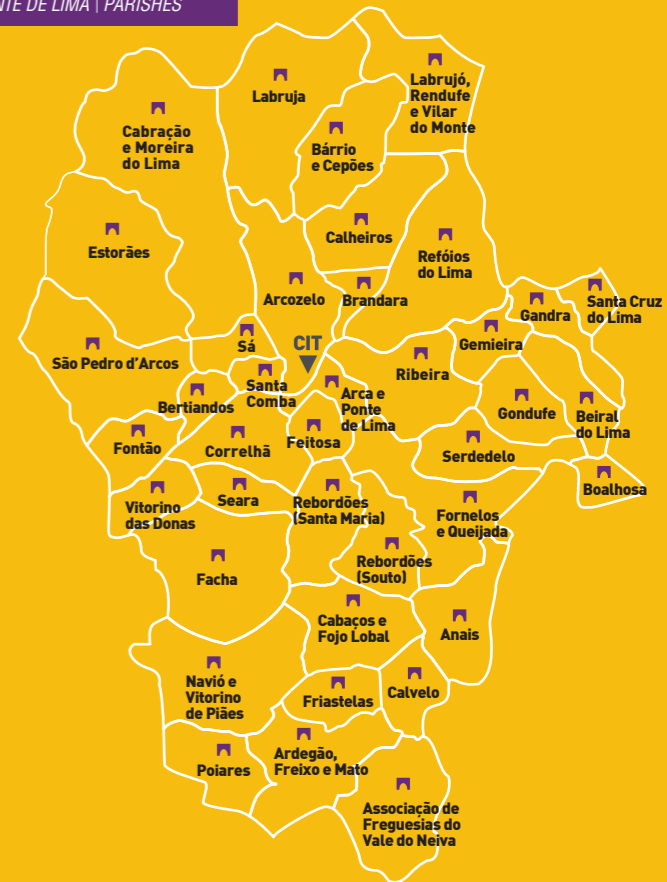 NTE DE LIMA | PARISHES
Labruja
Labrujó,
Rendufe
e Vilar
do Monte
Cabração
e Moreira
do Lima
Bárrio
e Cepões
Estorãos
Calheiros
Refóios
do Lima
Arcozelo
Brandara
Santa Cruz
do Lima
Gandra
Gemieira
Sá
CIT
São Pedro d'Arcos
Ribeira
Santa
Comba
Arca e
Ponte
de Lima
Bertiandos
Gondufe
Beiral
do Lima
Fontão
Correlhã
Feitosa
Serdedelo
Boalhosa
Vitorino
das Donas
Seara
Rebordões
(Santa Maria)
Fornelos
e Queijada
Facha
Rebordões
(Souto)
Cabaços e
Fojo Lobal
Anais
Navió e
Vitorino
de Piães
Friastelas
Calvelo
Poiares
Ardegão,
Freixo e Mato
Associação de
Freguesias do
Vale do Neiva